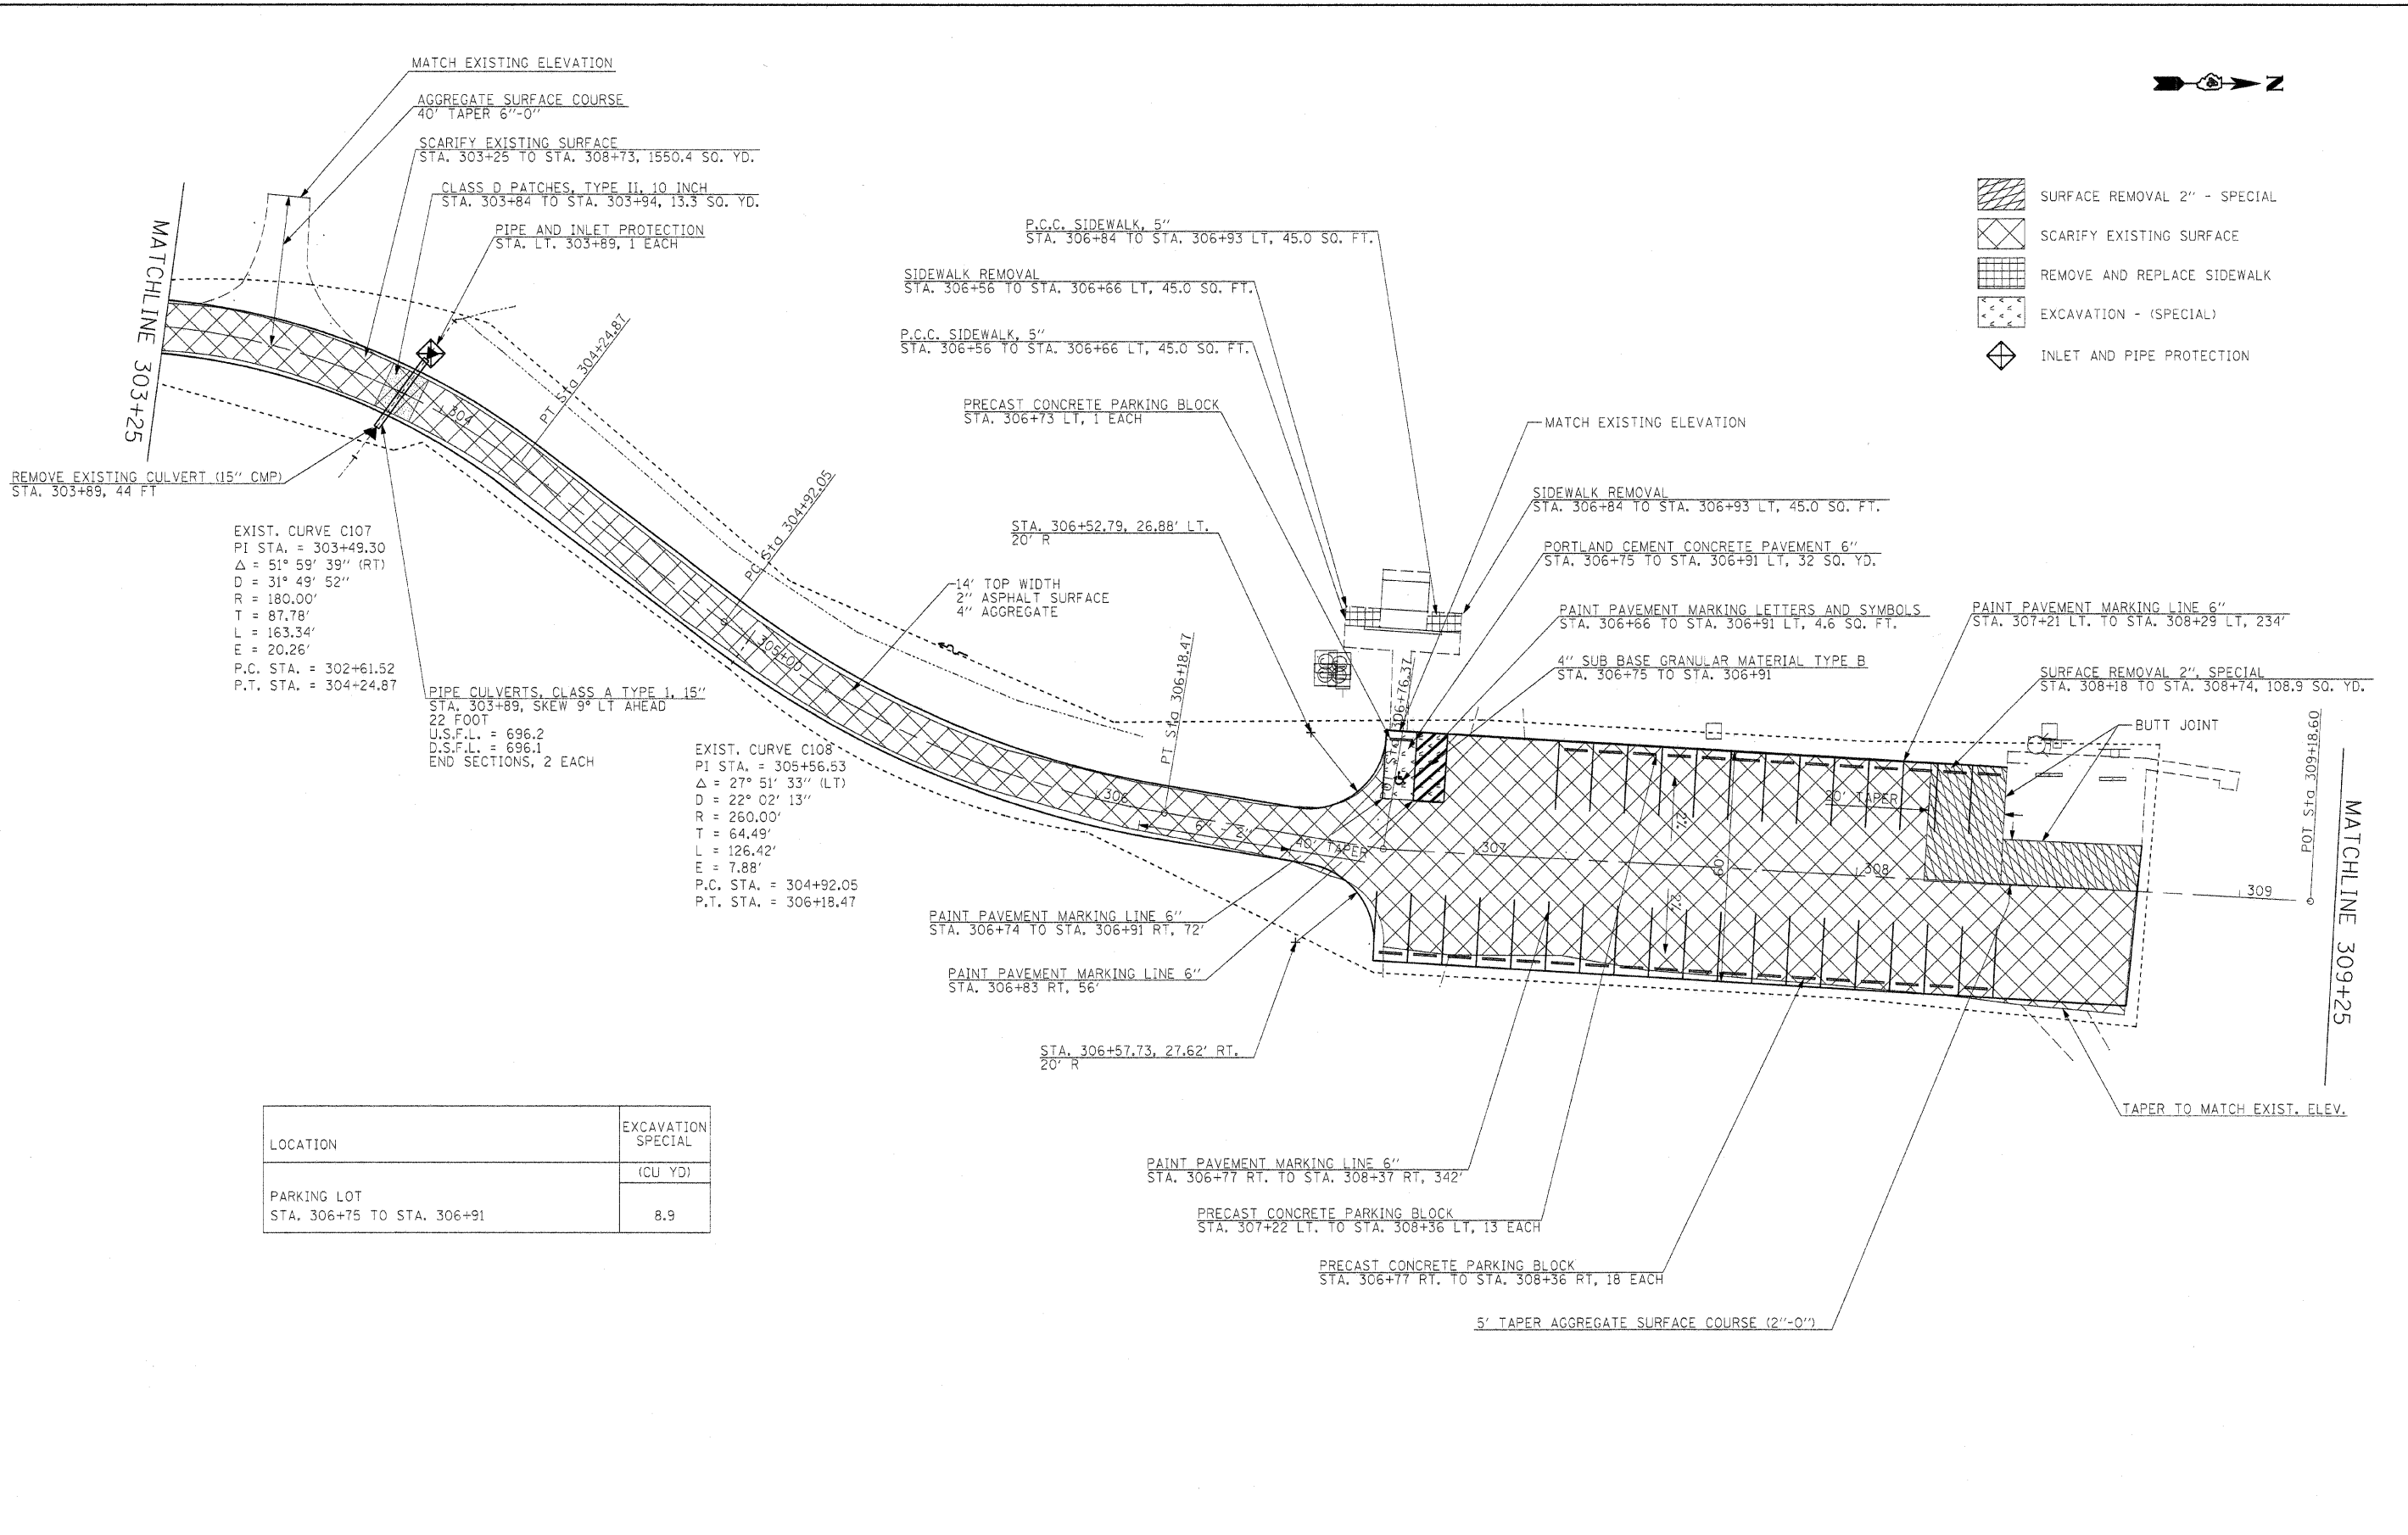 MATCH EXISTING ELEVATION
AGGREGATE SURFACE COURSE
40' TAPER 6"-0"
SCARIFY EXISTING SURFACE
STA. 303+25 TO STA. 308+73, 1550.4 SQ. YD.
CLASS D PATCHES, TYPE II, 10 INCH
STA. 303+84 TO STA. 303+94, 13.3 SQ. YD.
PIPE AND INLET PROTECTION
STA. LT. 303+89, 1 EACH
MATCHLINE 303+25
304
PT Sta 304+24.87
REMOVE EXISTING CULVERT (15" CMP)
STA. 303+89, 44 FT
EXIST. CURVE C107
PI STA. = 303+49.30
Δ = 51° 59' 39" (RT)
D = 31° 49' 52"
R = 180.00'
T = 87.78'
L = 163.34'
E = 20.26'
P.C. STA. = 302+61.52
P.T. STA. = 304+24.87
PIPE CULVERTS, CLASS A TYPE 1, 15"
STA. 303+89, SKEW 9° LT AHEAD
22 FOOT
U.S.F.L. = 696.2
D.S.F.L. = 696.1
END SECTIONS, 2 EACH
PC Sta 304+92.05
305+00
14' TOP WIDTH
2" ASPHALT SURFACE
4" AGGREGATE
EXIST. CURVE C108
PI STA. = 305+56.53
Δ = 27° 51' 33" (LT)
D = 22° 02' 13"
R = 260.00'
T = 64.49'
L = 126.42'
E = 7.88'
P.C. STA. = 304+92.05
P.T. STA. = 306+18.47
N
SURFACE REMOVAL 2" - SPECIAL
SCARIFY EXISTING SURFACE
REMOVE AND REPLACE SIDEWALK
EXCAVATION - (SPECIAL)
INLET AND PIPE PROTECTION
P.C.C. SIDEWALK, 5"
STA. 306+84 TO STA. 306+93 LT, 45.0 SQ. FT.
SIDEWALK REMOVAL
STA. 306+56 TO STA. 306+66 LT, 45.0 SQ. FT.
P.C.C. SIDEWALK, 5"
STA. 306+56 TO STA. 306+66 LT, 45.0 SQ. FT.
PRECAST CONCRETE PARKING BLOCK
STA. 306+73 LT, 1 EACH
STA. 306+52.79, 26.88' LT.
20' R
MATCH EXISTING ELEVATION
SIDEWALK REMOVAL
STA. 306+84 TO STA. 306+93 LT, 45.0 SQ. FT.
PORTLAND CEMENT CONCRETE PAVEMENT 6"
STA. 306+75 TO STA. 306+91 LT, 32 SQ. YD.
PAINT PAVEMENT MARKING LETTERS AND SYMBOLS
STA. 306+66 TO STA. 306+91 LT, 4.6 SQ. FT.
4" SUB BASE GRANULAR MATERIAL TYPE B
STA. 306+75 TO STA. 306+91
PAINT PAVEMENT MARKING LINE 6"
STA. 307+21 LT. TO STA. 308+29 LT, 234'
SURFACE REMOVAL 2", SPECIAL
STA. 308+18 TO STA. 308+74, 108.9 SQ. YD.
BUTT JOINT
PT Sta 306+18.47
306+76.37
POT Sta 309+18.60
306
6" - 2"
40' TAPER
307
60'
2%
2%
20' TAPER
308
309
MATCHLINE 309+25
PAINT PAVEMENT MARKING LINE 6"
STA. 306+74 TO STA. 306+91 RT, 72'
PAINT PAVEMENT MARKING LINE 6"
STA. 306+83 RT, 56'
STA. 306+57.73, 27.62' RT.
20' R
TAPER TO MATCH EXIST. ELEV.
PAINT PAVEMENT MARKING LINE 6"
STA. 306+77 RT. TO STA. 308+37 RT, 342'
PRECAST CONCRETE PARKING BLOCK
STA. 307+22 LT. TO STA. 308+36 LT, 13 EACH
PRECAST CONCRETE PARKING BLOCK
STA. 306+77 RT. TO STA. 308+36 RT, 18 EACH
5' TAPER AGGREGATE SURFACE COURSE (2"-0")
LOCATION
EXCAVATION
SPECIAL
(CU YD)
PARKING LOT
STA. 306+75 TO STA. 306+91
8.9